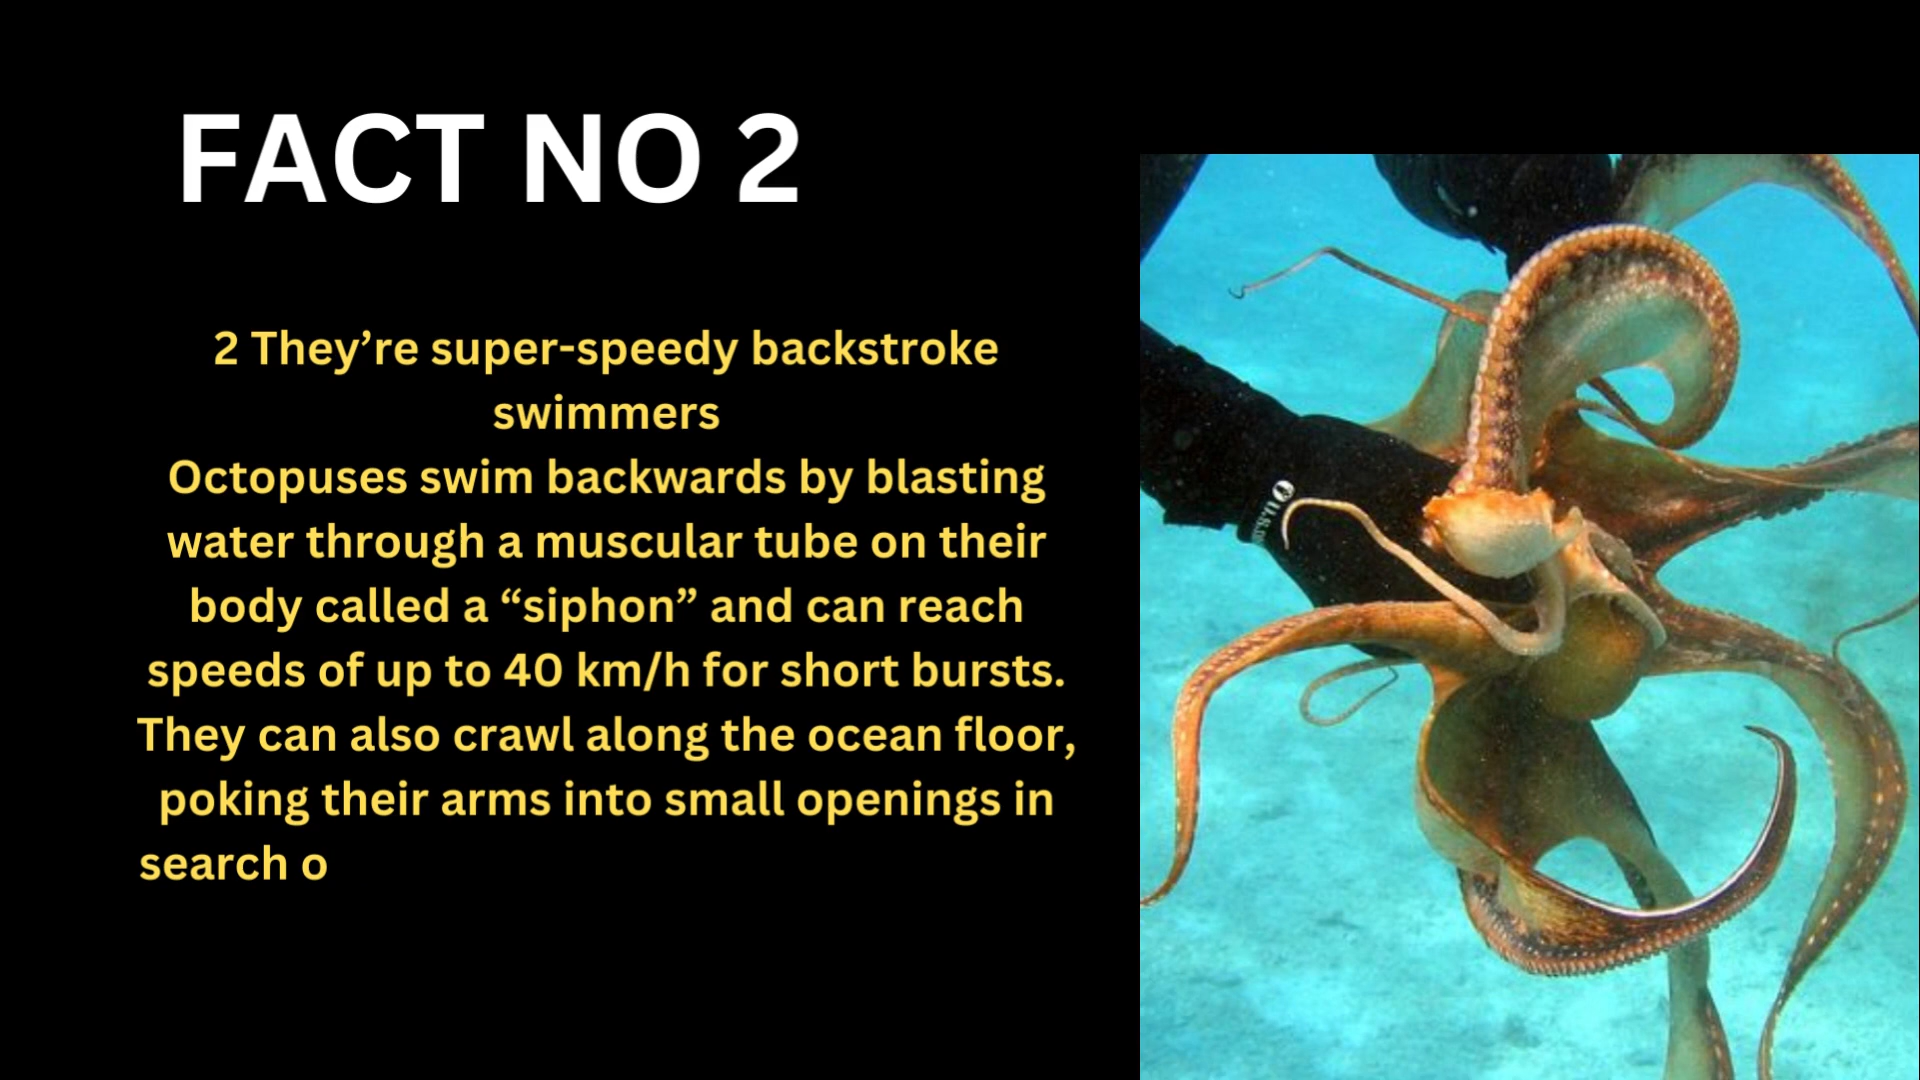 FACT NO 2
2 They’re super-speedy backstroke
swimmers
Octopuses swim backwards by blasting
water through a muscular tube on their
body called a “siphon” and can reach
speeds of up to 40 km/h for short bursts.
They can also crawl along the ocean floor,
poking their arms into small openings in
search o
U.S.